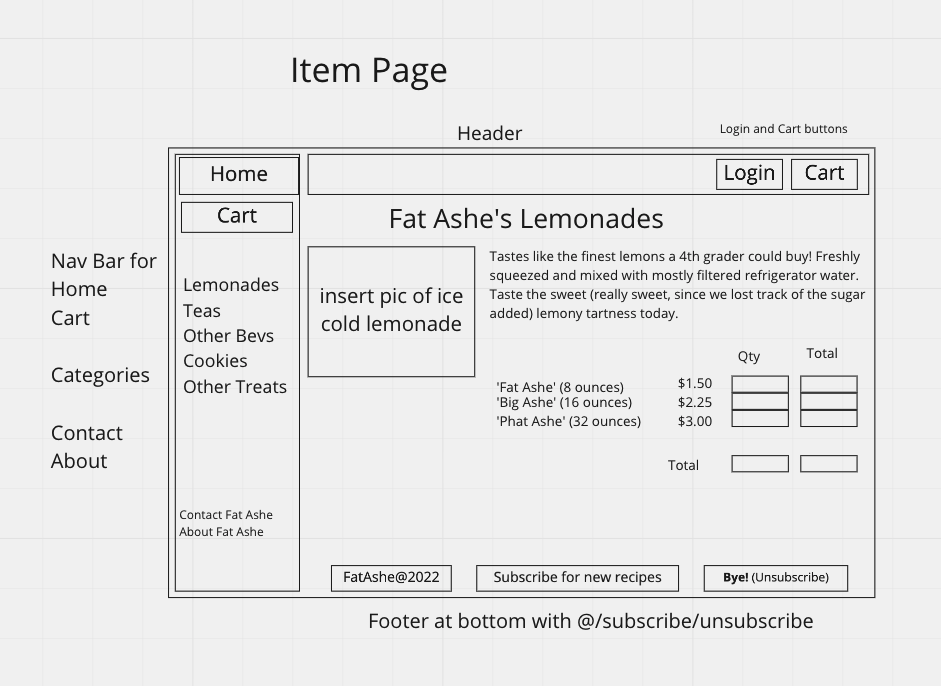 Item Page
Header
Login and Cart buttons
Home
Login
Cart
Cart
Fat Ashe's Lemonades
Nav Bar for
Home
Cart
Categories
Contact
About
Lemonades
Teas
Other Bevs
Cookies
Other Treats
Contact Fat Ashe
About Fat Ashe
insert pic of ice
cold lemonade
Tastes like the finest lemons a 4th grader could buy! Freshly
squeezed and mixed with mostly filtered refrigerator water.
Taste the sweet (really sweet, since we lost track of the sugar
added) lemony tartness today.
Qty Total
'Fat Ashe' (8 ounces) $1.50
'Big Ashe' (16 ounces) $2.25
'Phat Ashe' (32 ounces) $3.00
Total
FatAshe@2022
Subscribe for new recipes
Bye! (Unsubscribe)
Footer at bottom with @/subscribe/unsubscribe